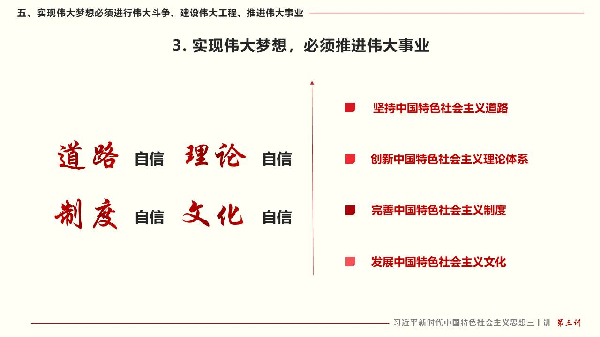 五、实现伟大梦想必须进行伟大斗争、建设伟大工程、推进伟大事业
3. 实现伟大梦想，必须推进伟大事业
道路 自信 理论 自信
制度 自信 文化 自信
坚持中国特色社会主义道路
创新中国特色社会主义理论体系
完善中国特色社会主义制度
发展中国特色社会主义文化
习近平新时代中国特色社会主义思想三十讲 第三讲